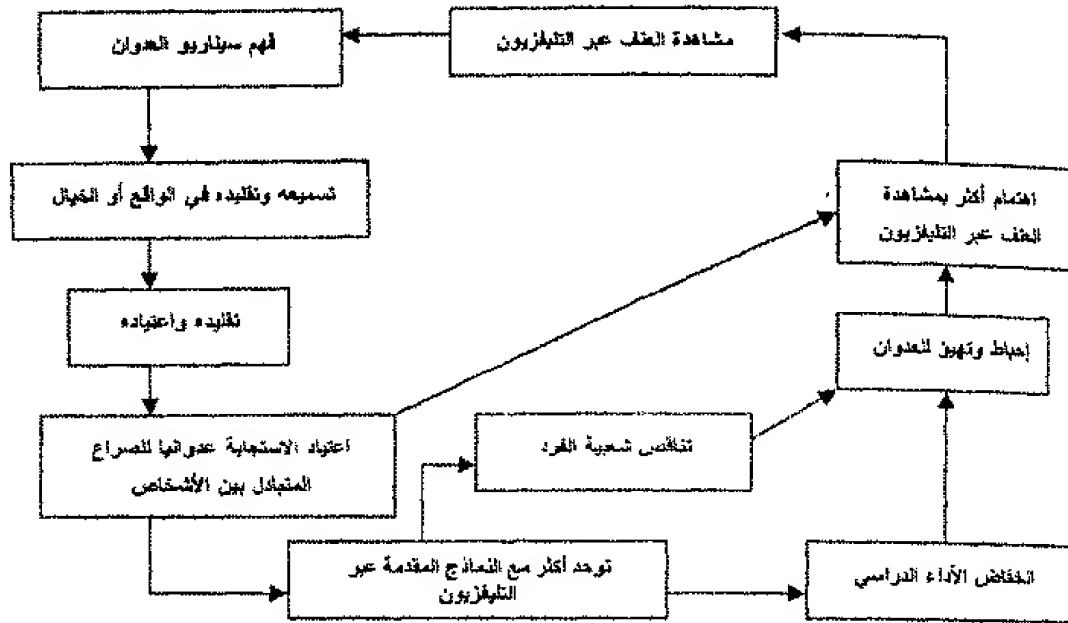 مشاهدة العنف عبر التليفزيون
فهم سيناريو العدوان
تسميعه وتقليده في الواقع أو الخيال
تقليده واعتياده
اعتياد الاستجابة عدوانيا للصراع
المتبادل بين الأشخاص
توحد أكثر مع النماذج المقدمة عبر
التليفزيون
تناقص شعبية الفرد
انخفاض الأداء الدراسي
إحباط وتهيؤ للعدوان
اهتمام أكثر بمشاهدة
العنف عبر التليفزيون